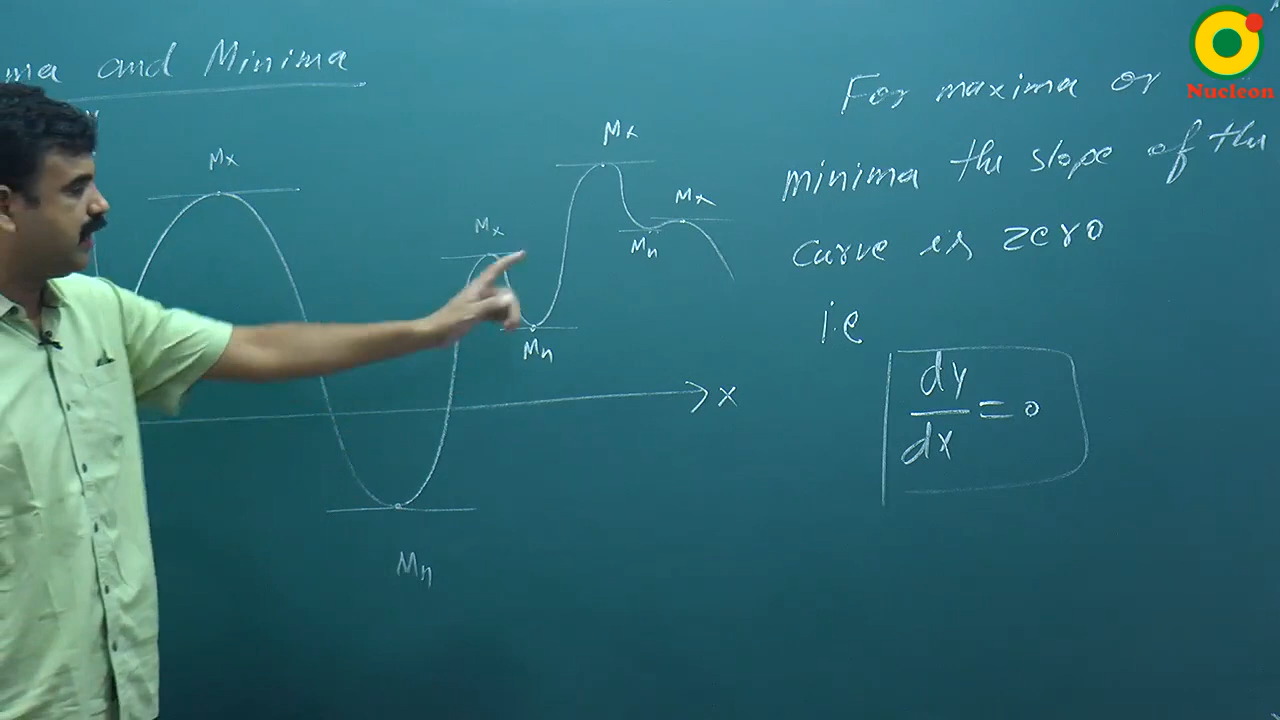 ma and Minima
Mx
Mx
Mx
Mx
Mn
Mn
Mn
x
For maxima or
minima the slope of the
curve is zero
i.e
dy
dx
= 0
Nucleon